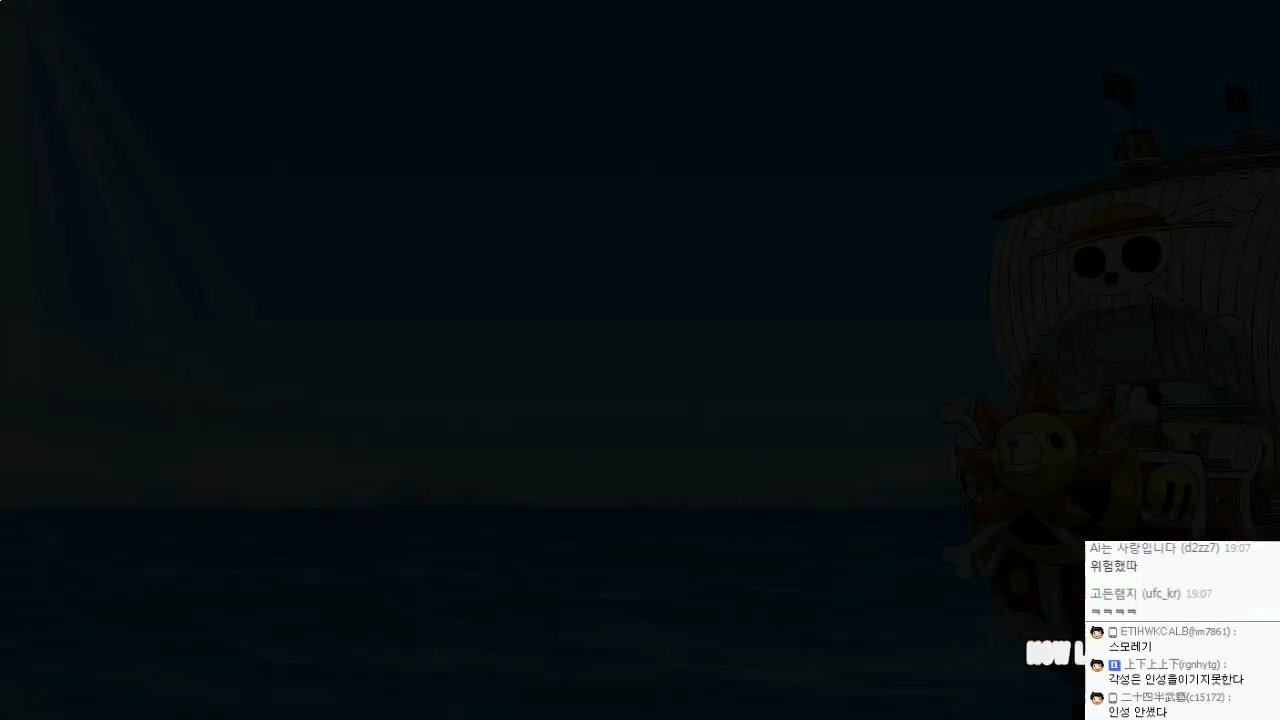 Ai는 사랑입니다 (d2zz7) 19:07
위험했따
고든램지 (ufc_kr) 19:07
ㅋㅋㅋㅋ
ETIHWKCALB(hm7861) :
스모레기
上下上上下(rgnhytg) :
각성은 인성을이기지못한다
二十四半武藝(c15172) :
인성 안썼다
NOW L